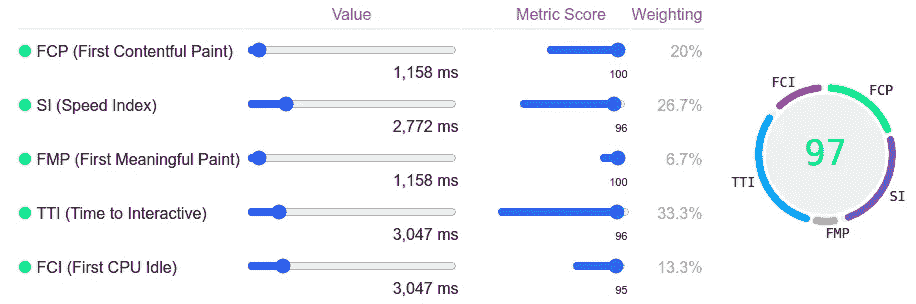 Value Metric Score Weighting
FCP (First Contentful Paint) 20%
1,158 ms 100
SI (Speed Index) 26.7%
2,772 ms 96
FMP (First Meaningful Paint) 6.7%
1,158 ms 100
TTI (Time to Interactive) 33.3%
3,047 ms 96
FCI (First CPU Idle) 13.3%
3,047 ms 95
FCI FCP
97
TTI SI
FMP